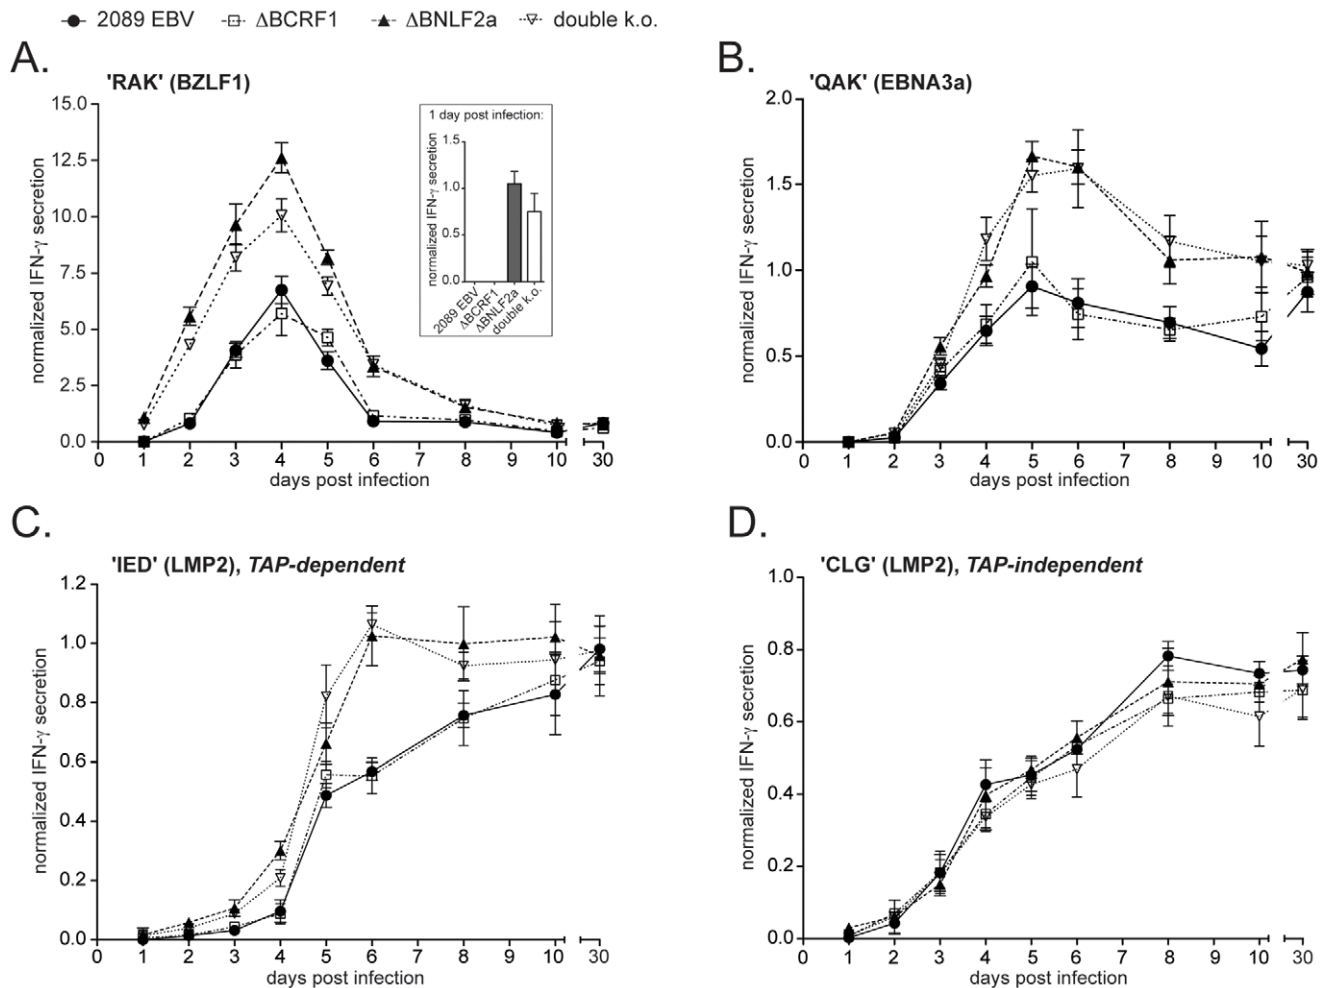 2089 EBV ΔBCRF1 ΔBNLF2a double k.o.
A.
'RAK' (BZLF1)
15.0
12.5
10.0
7.5
5.0
2.5
0.0
normalized IFN-γ secretion
0 1 2 3 4 5 6 7 8 9 10 30
days post infection
1 day post infection:
1.5
1.0
0.5
0.0
normalized IFN-γ secretion
2089 EBV
ΔBCRF1
ΔBNLF2a
double k.o.
B.
'QAK' (EBNA3a)
2.0
1.5
1.0
0.5
0.0
normalized IFN-γ secretion
0 1 2 3 4 5 6 7 8 9 10 30
days post infection
C.
'IED' (LMP2), TAP-dependent
1.2
1.0
0.8
0.6
0.4
0.2
0.0
normalized IFN-γ secretion
0 1 2 3 4 5 6 7 8 9 10 30
days post infection
D.
'CLG' (LMP2), TAP-independent
1.0
0.8
0.6
0.4
0.2
0.0
normalized IFN-γ secretion
0 1 2 3 4 5 6 7 8 9 10 30
days post infection